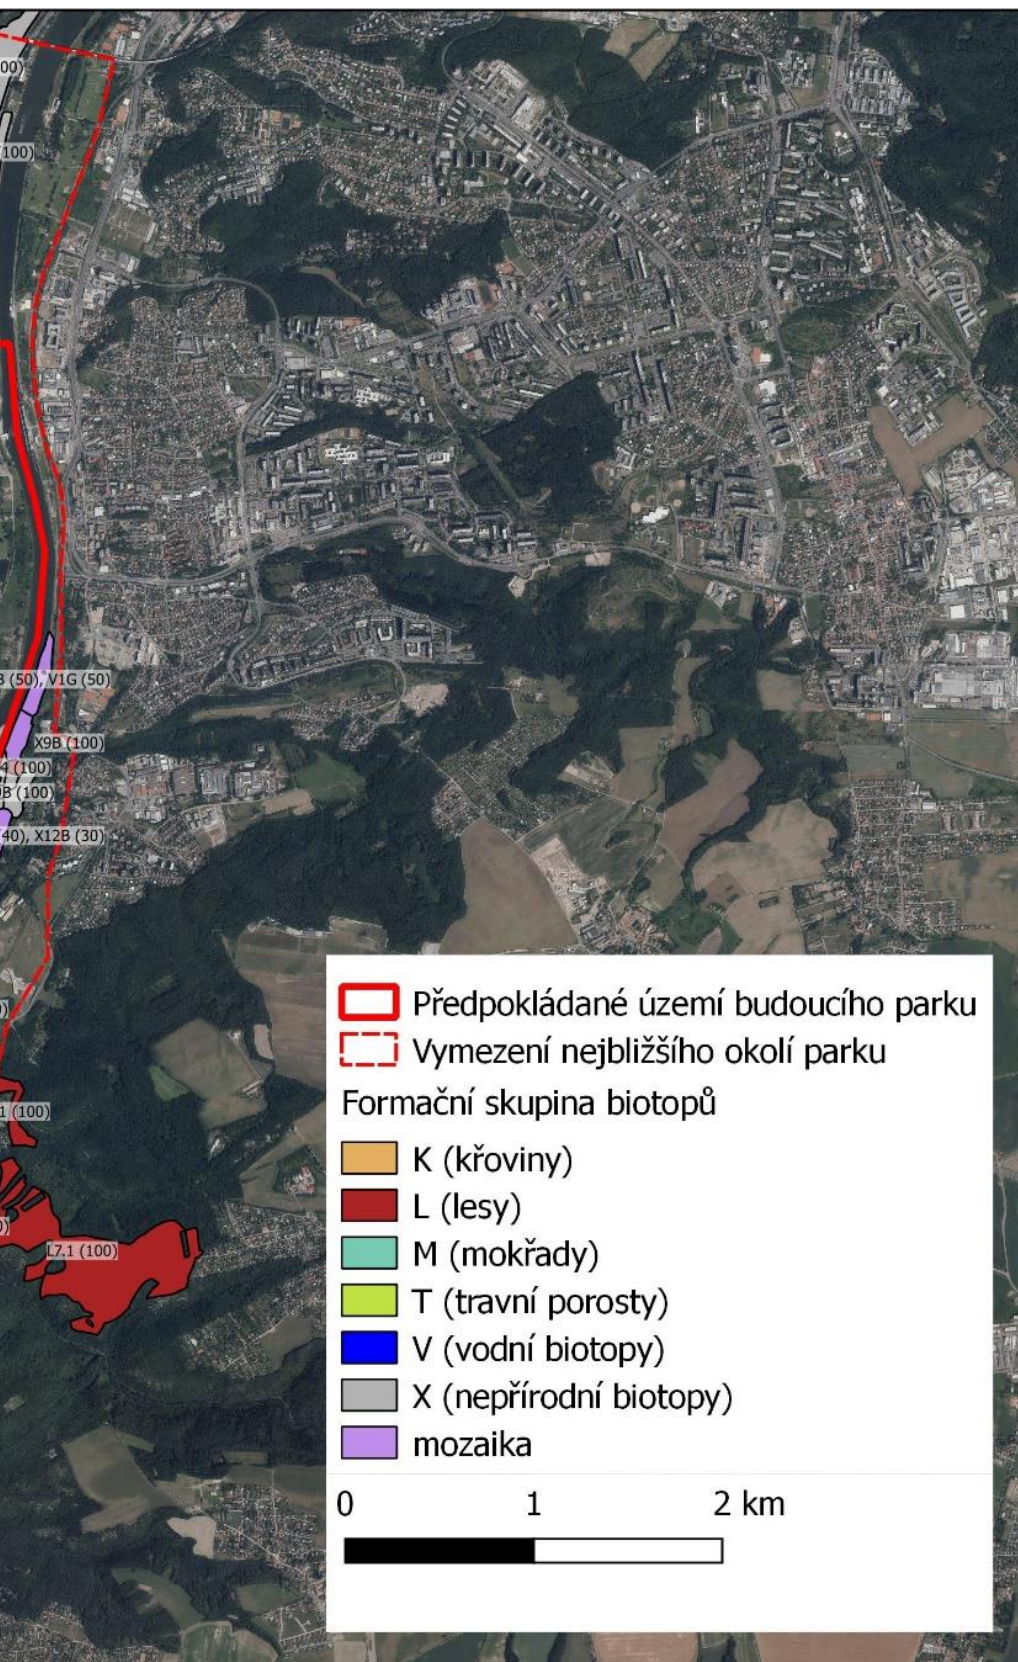 00)
100)
B (50), V1G (50)
X9B (100)
4 (100)
B (100)
40), X12B (30)
)
1 (100)
)
L7.1 (100)
Předpokládané území budoucího parku
Vymezení nejbližšího okolí parku
Formační skupina biotopů
K (křoviny)
L (lesy)
M (mokřady)
T (travní porosty)
V (vodní biotopy)
X (nepřírodní biotopy)
mozaika
0 1 2 km